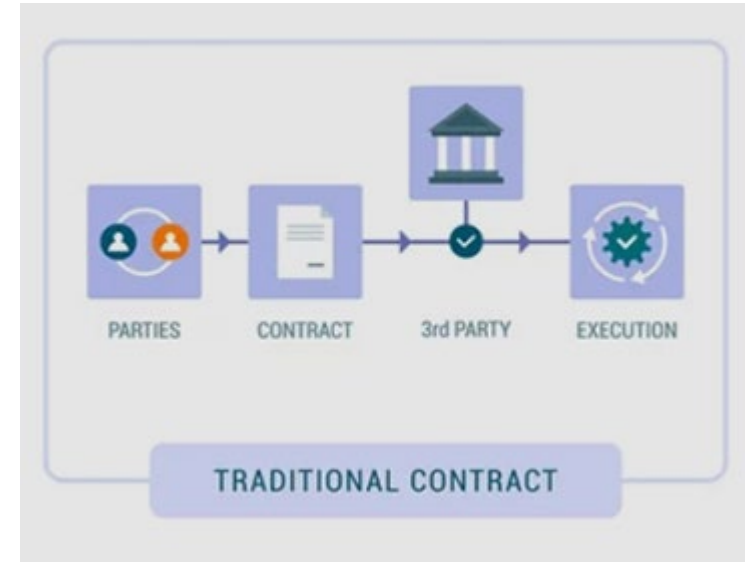 PARTIES
CONTRACT
3rd PARTY
EXECUTION
TRADITIONAL CONTRACT